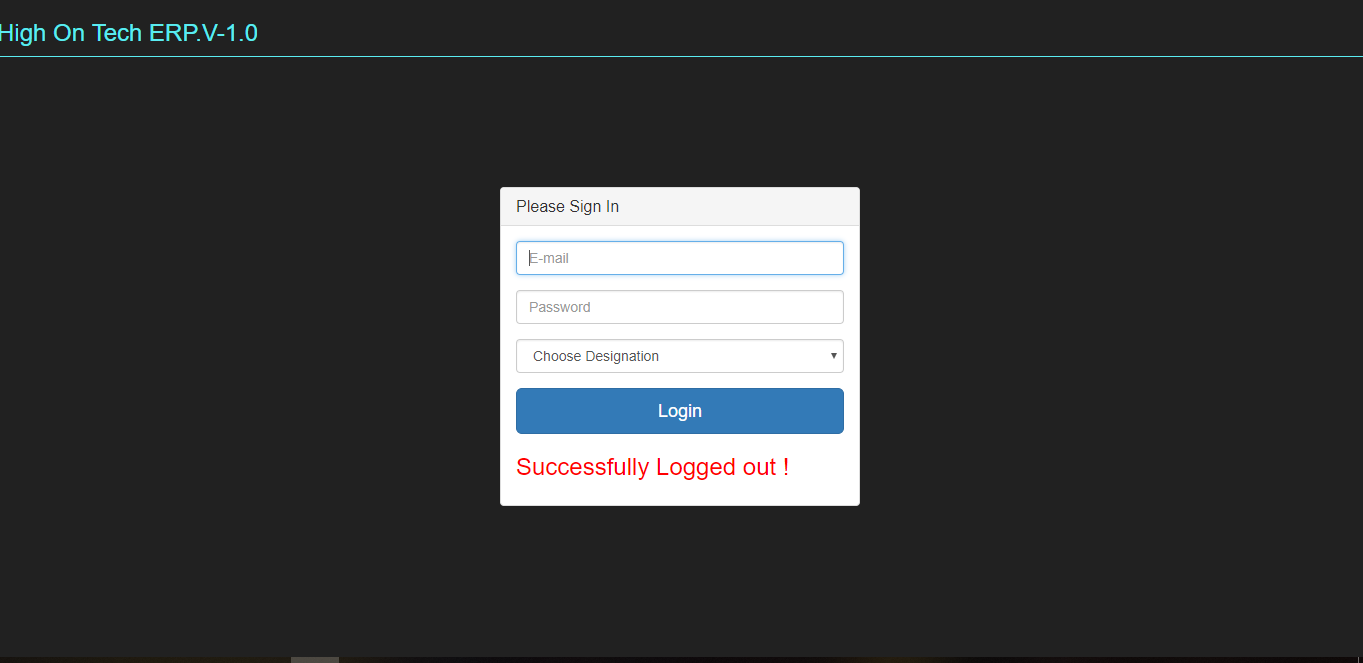 High On Tech ERP.V-1.0
Please Sign In
E-mail
Password
Choose Designation
Login
Successfully Logged out !